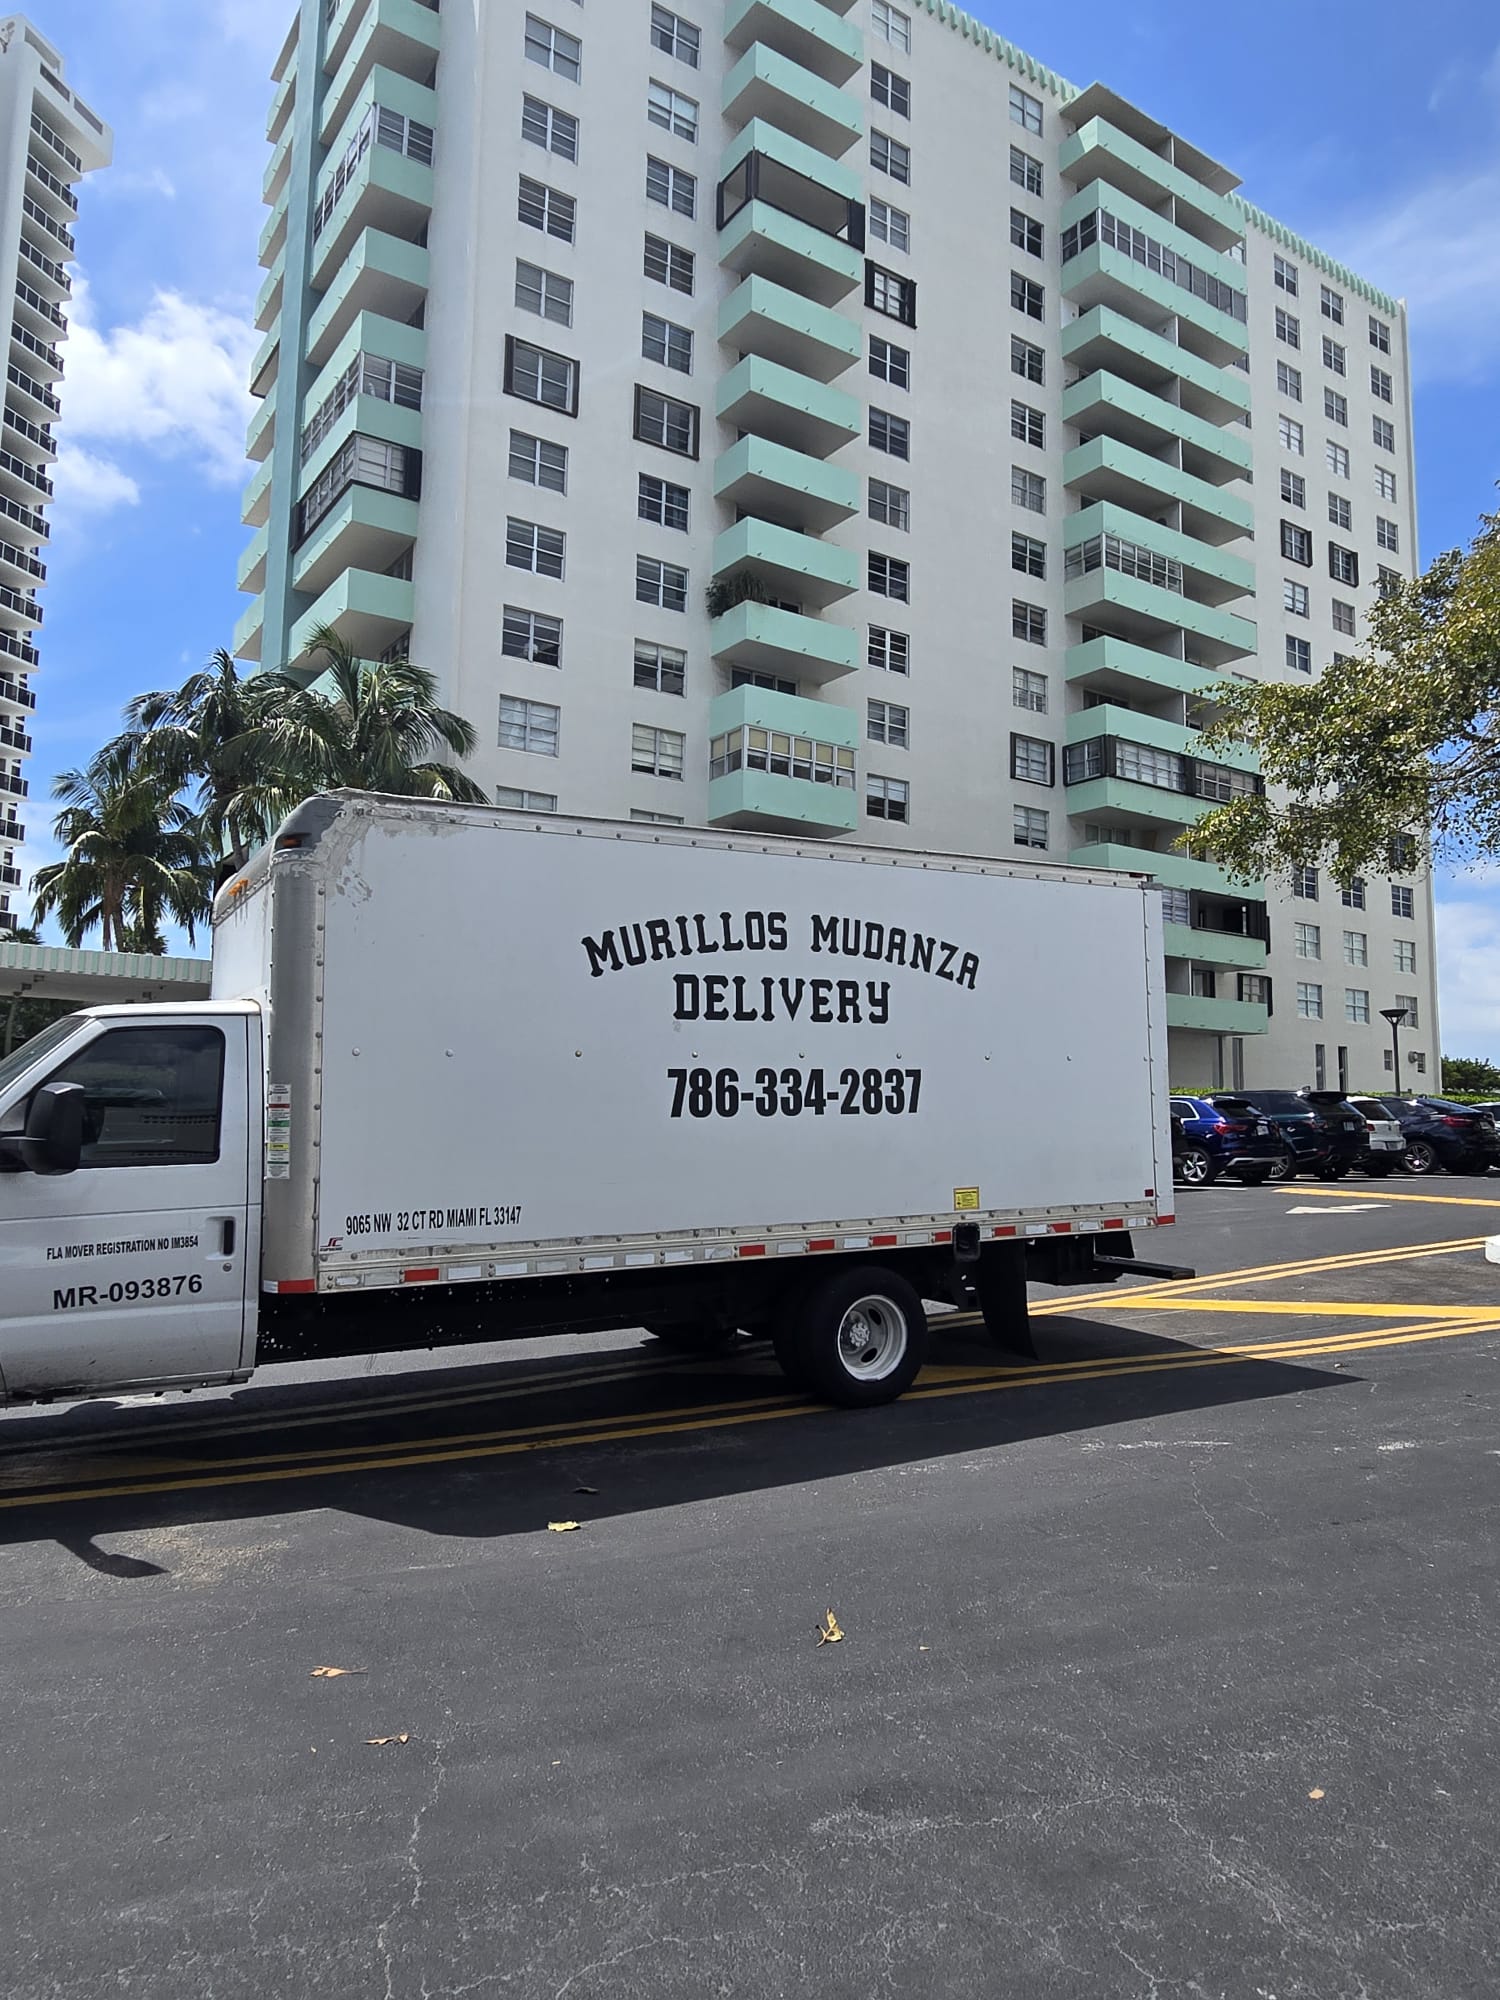 MURILLOS MUDANZA
DELIVERY
786-334-2837
9065 NW 32 CT RD MIAMI FL 33147
JC
FLA MOVER REGISTRATION NO IM3854
MR-093876